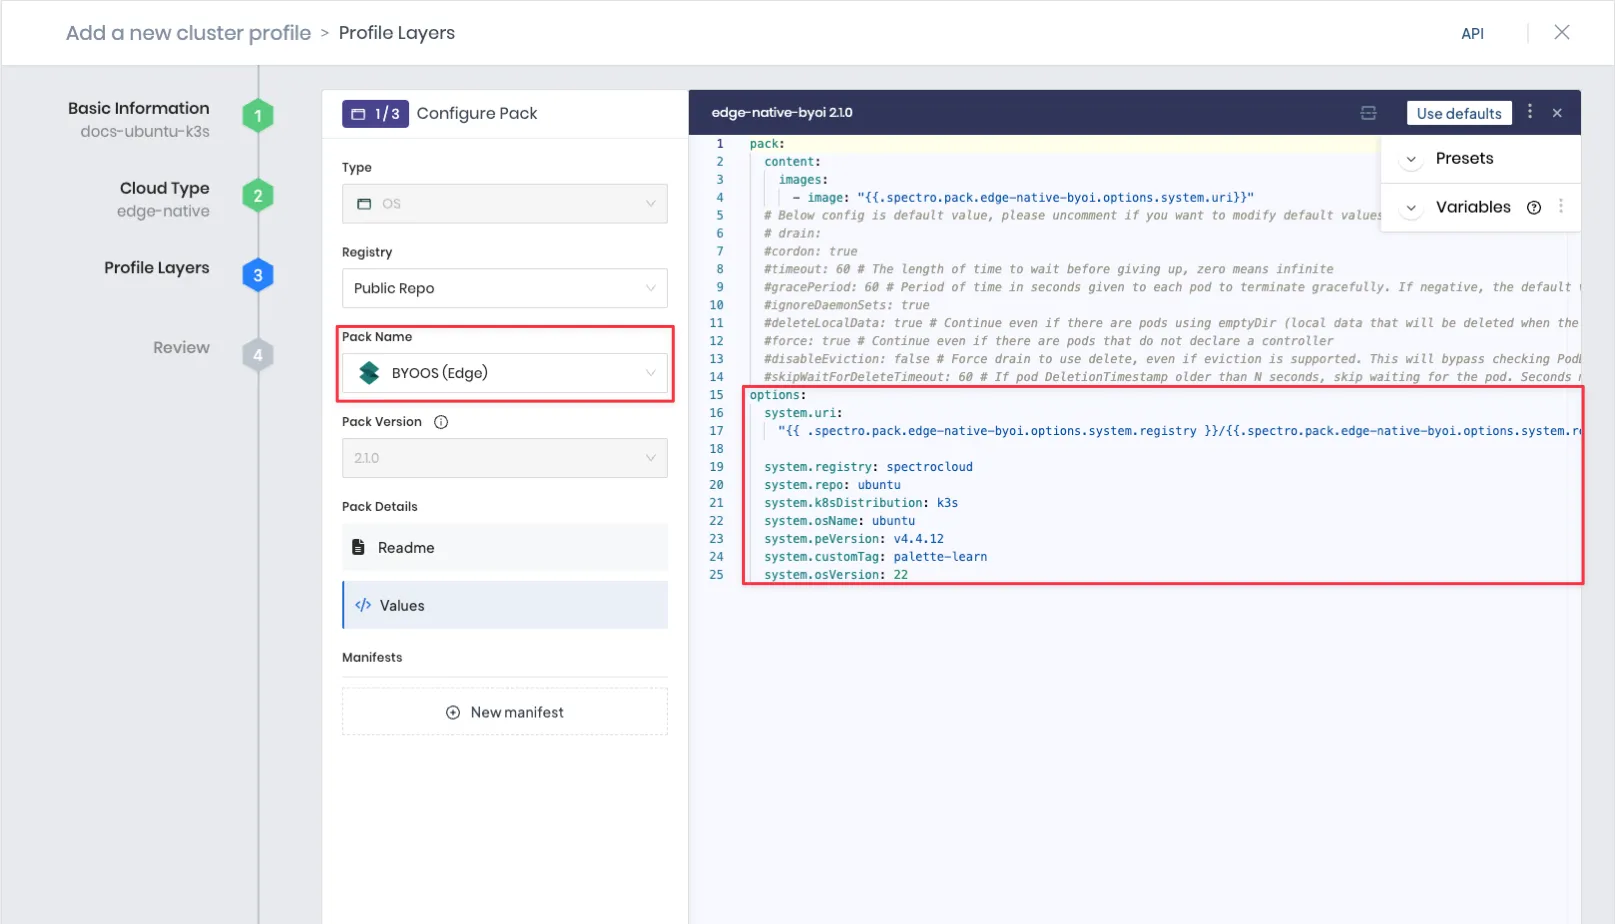 Add a new cluster profile > Profile Layers
API
Basic Information
docs-ubuntu-k3s
1
Cloud Type
edge-native
2
Profile Layers
3
Review
4
1/3 Configure Pack
Type
OS
Registry
Public Repo
Pack Name
BYOOS (Edge)
Pack Version
2.1.0
Pack Details
Readme
</> Values
Manifests
New manifest
edge-native-byoi 2.1.0
Use defaults
Presets
Variables
1 pack:
2 content:
3 images:
4 - image: "{{.spectro.pack.edge-native-byoi.options.system.uri}}"
5 # Below config is default value, please uncomment if you want to modify default values
6 # drain:
7 #cordon: true
8 #timeout: 60 # The length of time to wait before giving up, zero means infinite
9 #gracePeriod: 60 # Period of time in seconds given to each pod to terminate gracefully. If negative, the default
10 #ignoreDaemonSets: true
11 #deleteLocalData: true # Continue even if there are pods using emptyDir (local data that will be deleted when the
12 #force: true # Continue even if there are pods that do not declare a controller
13 #disableEviction: false # Force drain to use delete, even if eviction is supported. This will bypass checking
14 #skipWaitForDeleteTimeout: 60 # If pod DeletionTimestamp older than N seconds, skip waiting for the pod. Seconds
15 options:
16 system.uri:
17 "{{ .spectro.pack.edge-native-byoi.options.system.registry }}/{{.spectro.pack.edge-native-byoi.options.system.re
18
19 system.registry: spectrocloud
20 system.repo: ubuntu
21 system.k8sDistribution: k3s
22 system.osName: ubuntu
23 system.peVersion: v4.4.12
24 system.customTag: palette-learn
25 system.osVersion: 22